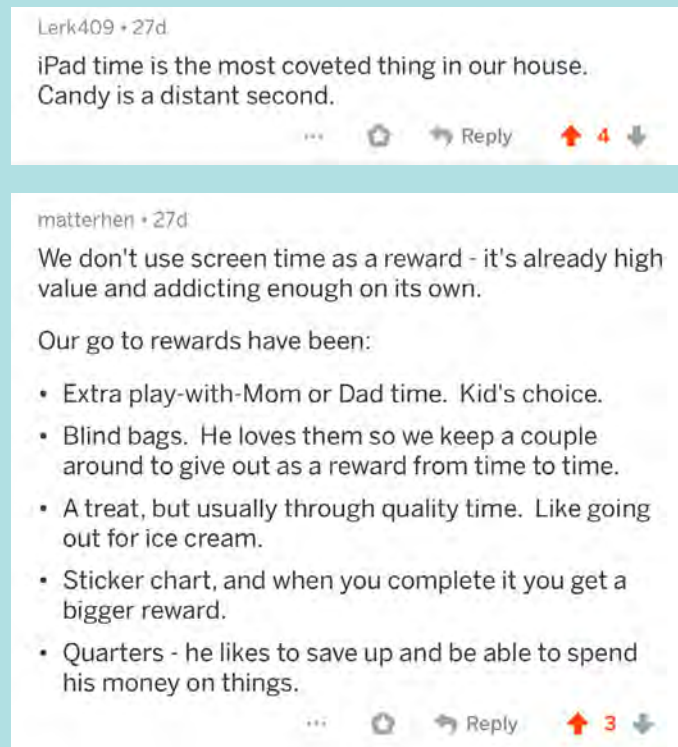 Lerk409 • 27d
iPad time is the most coveted thing in our house.
Candy is a distant second.
... Reply 4
matterhen • 27d
We don't use screen time as a reward - it's already high
value and addicting enough on its own.
Our go to rewards have been:
• Extra play-with-Mom or Dad time.  Kid's choice.
• Blind bags.  He loves them so we keep a couple
around to give out as a reward from time to time.
• A treat, but usually through quality time.  Like going
out for ice cream.
• Sticker chart, and when you complete it you get a
bigger reward.
• Quarters - he likes to save up and be able to spend
his money on things.
... Reply 3